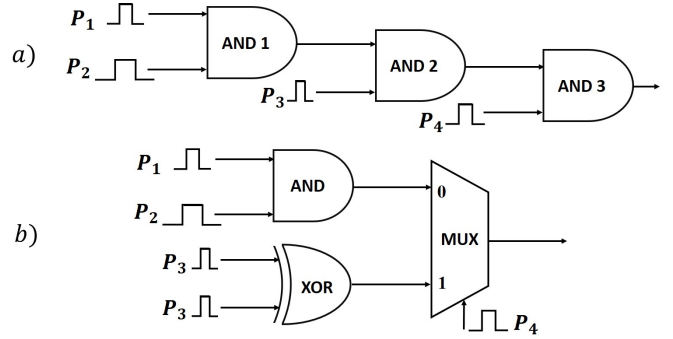 P1
AND 1
a)
P2
AND 2
P3
AND 3
P4
P1
AND
P2
0
b)
MUX
P3
XOR
1
P3
P4